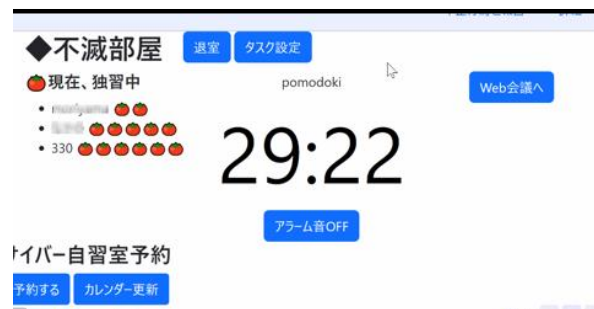 ◆不滅部屋 退室 タスク設定
🍅現在、独習中
pomodoki
Web会議へ
• 🍅🍅
• 🍅🍅🍅🍅🍅
• 330 🍅🍅🍅🍅🍅🍅
29:22
アラーム音OFF
イバー自習室予約
予約する カレンダー更新